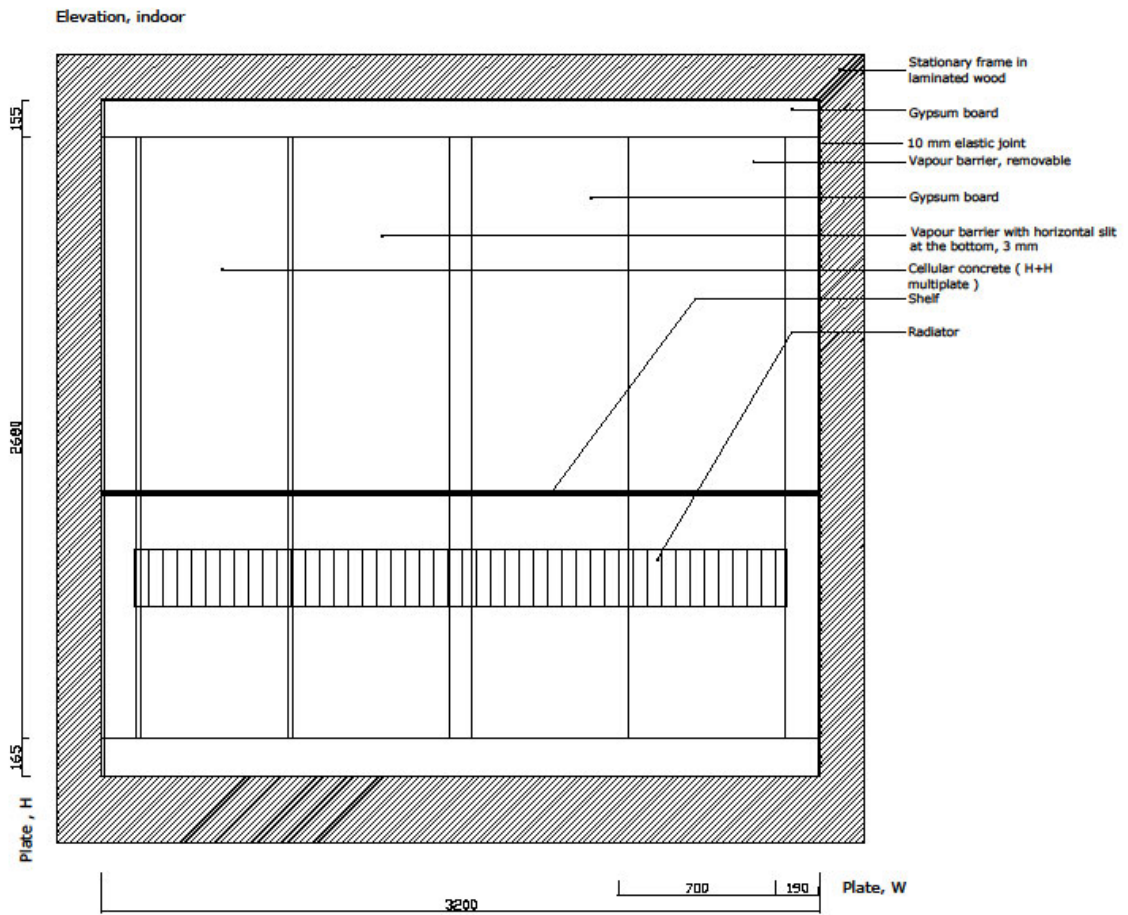 Elevation, indoor
Stationary frame in
laminated wood
Gypsum board
10 mm elastic joint
Vapour barrier, removable
Gypsum board
Vapour barrier with horizontal slit
at the bottom, 3 mm
Cellular concrete ( H+H
multiplate )
Shelf
Radiator
155
2680
165
Plate , H
700
190
Plate, W
3200